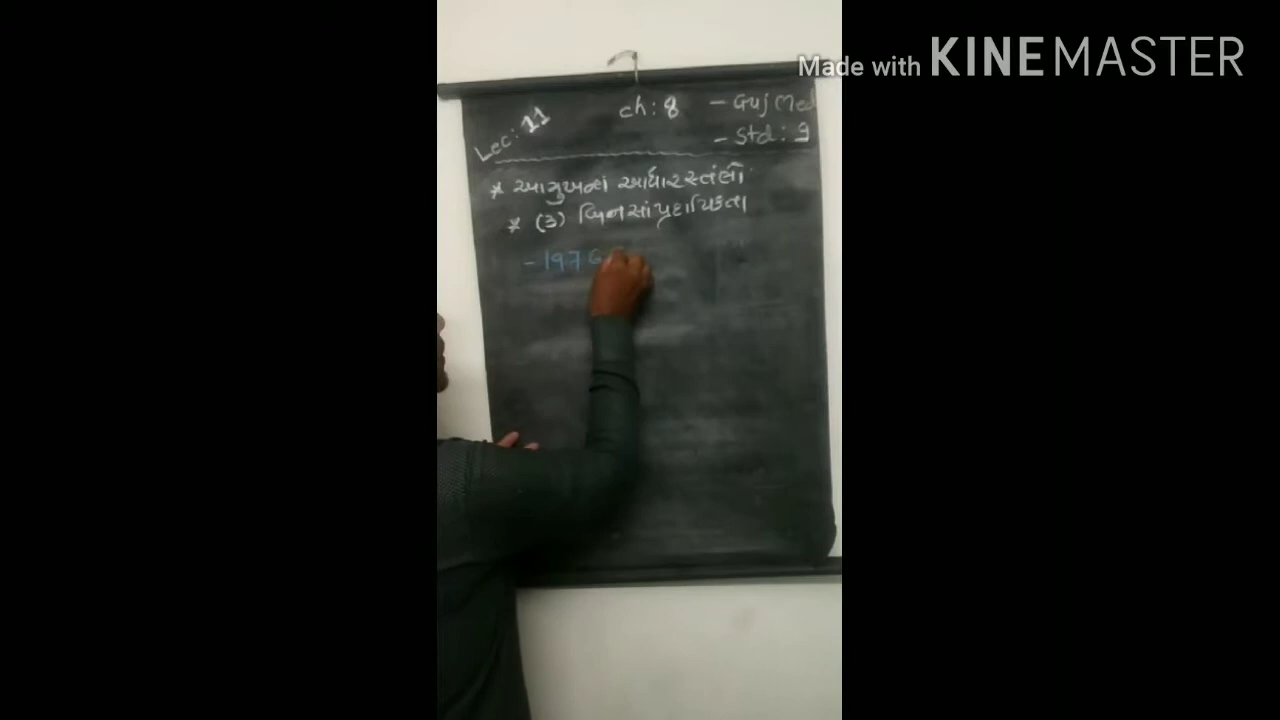 Made with KINEMASTER
Lec: 11
ch: 8
- Guj Med
- Std: 9
* આમુખના આધારસ્તંભો
* (3) બિનસાંપ્રદાયિકતા
- 1976